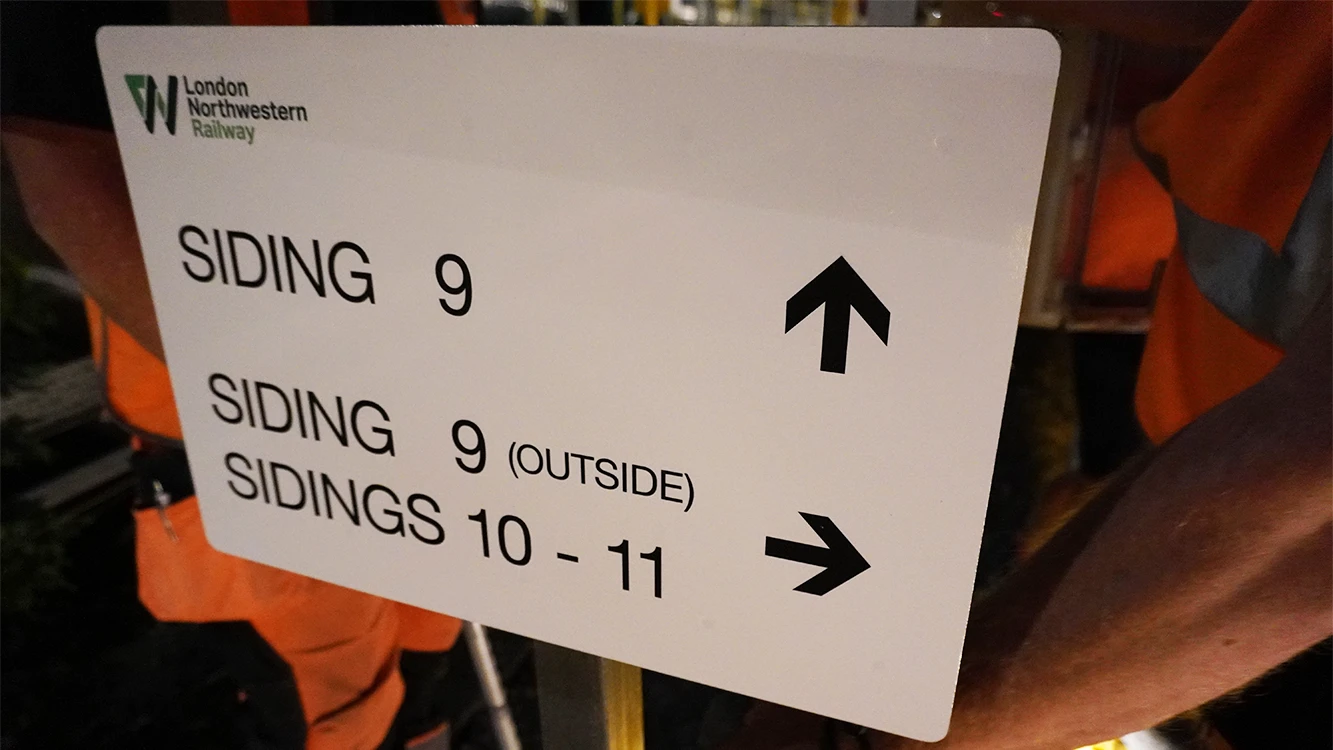 London
Northwestern
Railway
SIDING 9
SIDING 9 (OUTSIDE)
SIDINGS 10 - 11